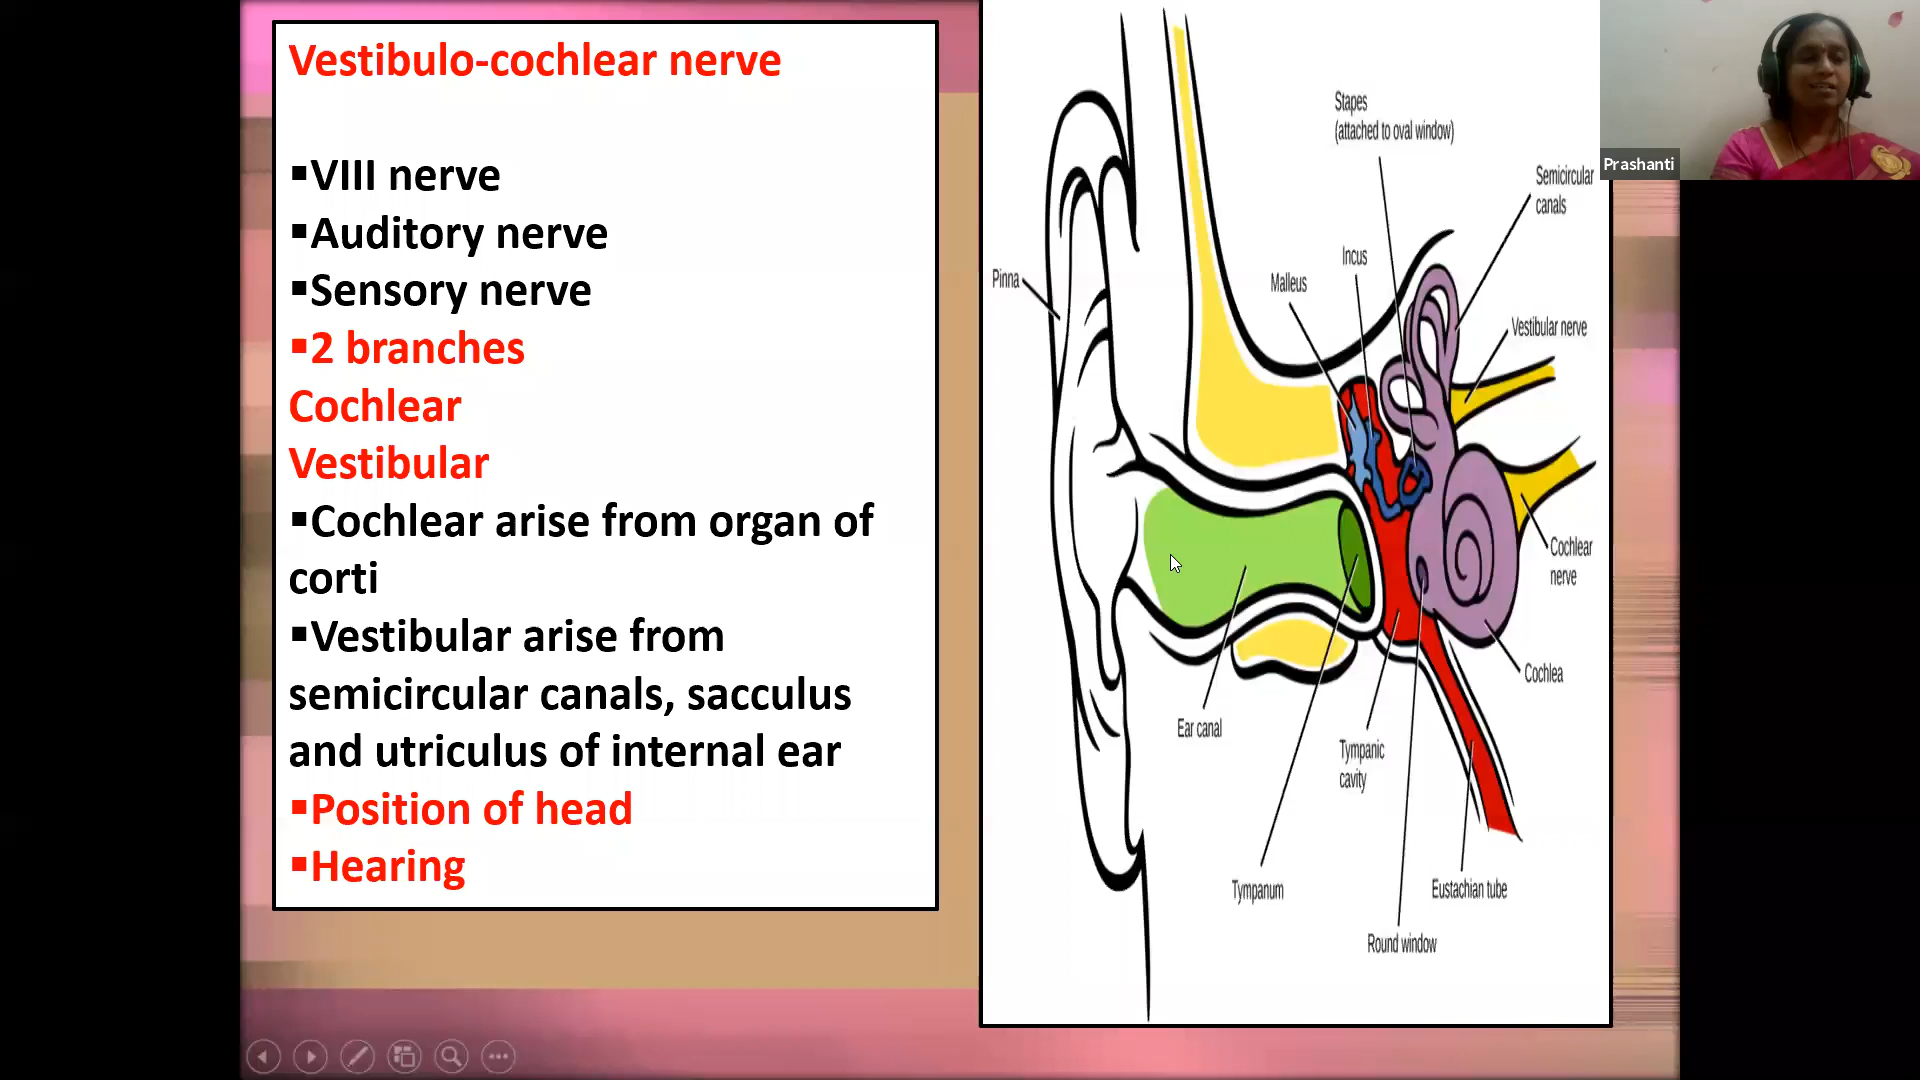 Vestibulo-cochlear nerve
▪VIII nerve
▪Auditory nerve
▪Sensory nerve
▪2 branches
Cochlear
Vestibular
▪Cochlear arise from organ of
corti
▪Vestibular arise from
semicircular canals, sacculus
and utriculus of internal ear
▪Position of head
▪Hearing
Stapes
(attached to oval window)
Semicircular
canals
Incus
Malleus
Pinna
Vestibular nerve
Cochlear
nerve
Cochlea
Ear canal
Tympanic
cavity
Tympanum
Eustachian tube
Round window
Prashanti